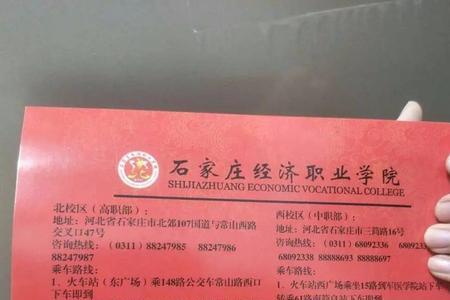 石家庄经济职业学院
SHIJIAZHUANG ECONOMIC VOCATIONAL COLLEGE
北校区(高职部):
地址:河北省石家庄市北郊107国道与常山西路
交叉口47号
咨询热线:(0311)88247985 88247986
88247987
乘车路线:
1、火车站(东广场)乘148路公交车常山路西口
下车即到
西校区(中职部):
地址:河北省石家庄市三简路16号
咨询热线:(0311)68092336 68092
68092338 88888693 88888697
乘车路线:
1、火车站西广场乘坐15路到军医学院站下